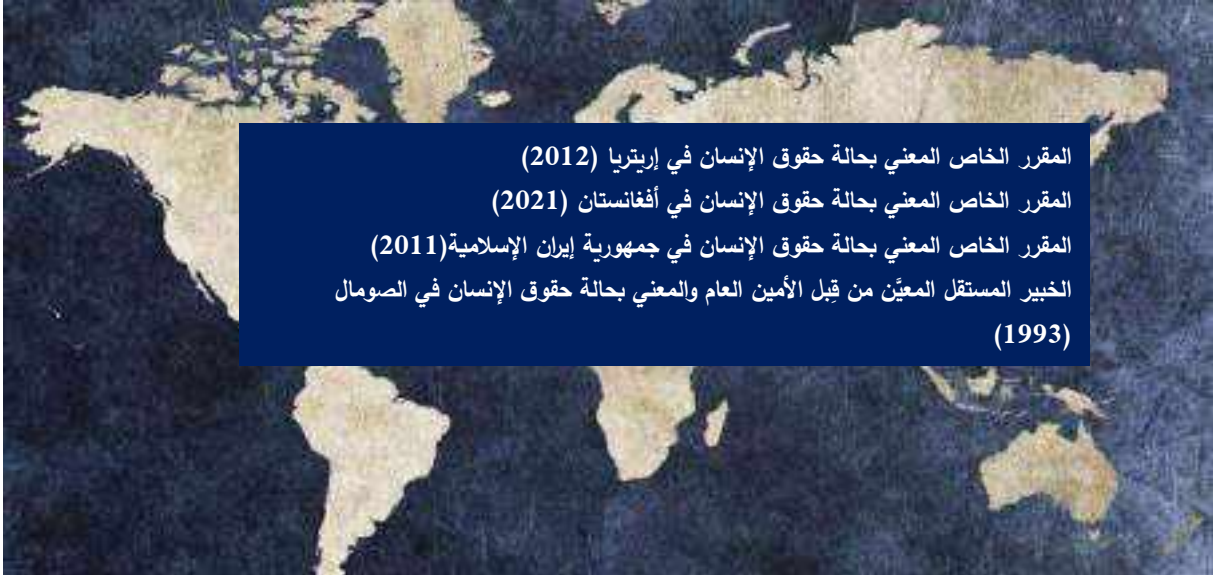 المقرر الخاص المعني بحالة حقوق الإنسان في إريتريا (2012)
المقرر الخاص المعني بحالة حقوق الإنسان في أفغانستان (2021)
المقرر الخاص المعني بحالة حقوق الإنسان في جمهورية إيران الإسلامية(2011)
الخبير المستقل المعيَّن من قِبل الأمين العام والمعني بحالة حقوق الإنسان في الصومال
(1993)